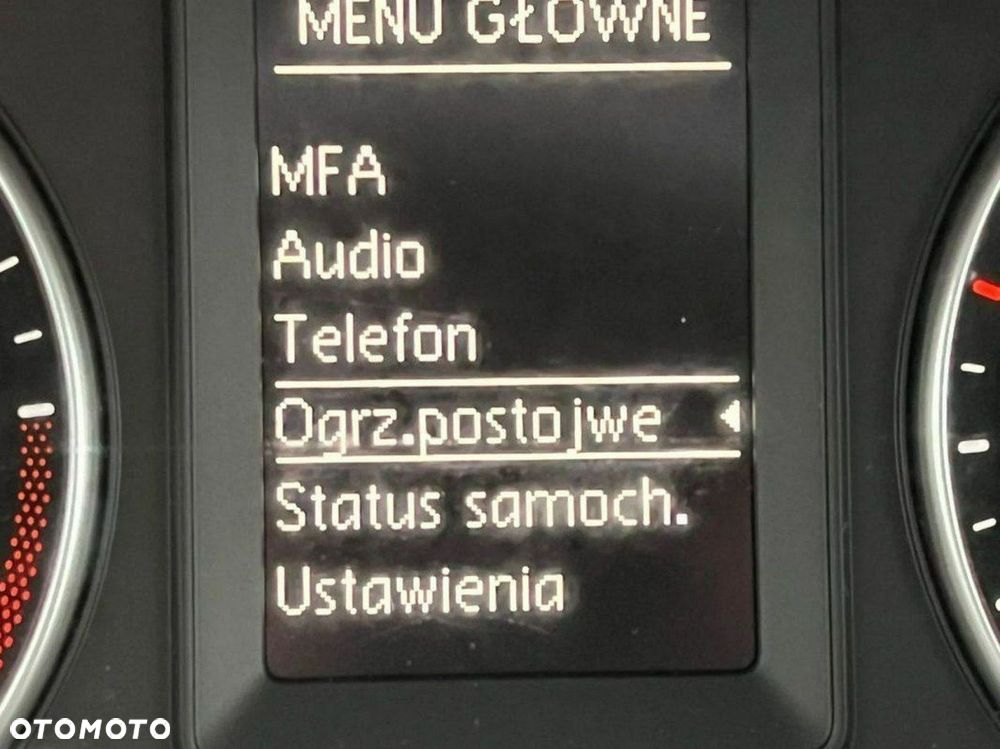 MENU GŁÓWNE
MFA
Audio
Telefon
Ogrz.postojwe
Status samoch.
Ustawienia
OTOMOTO